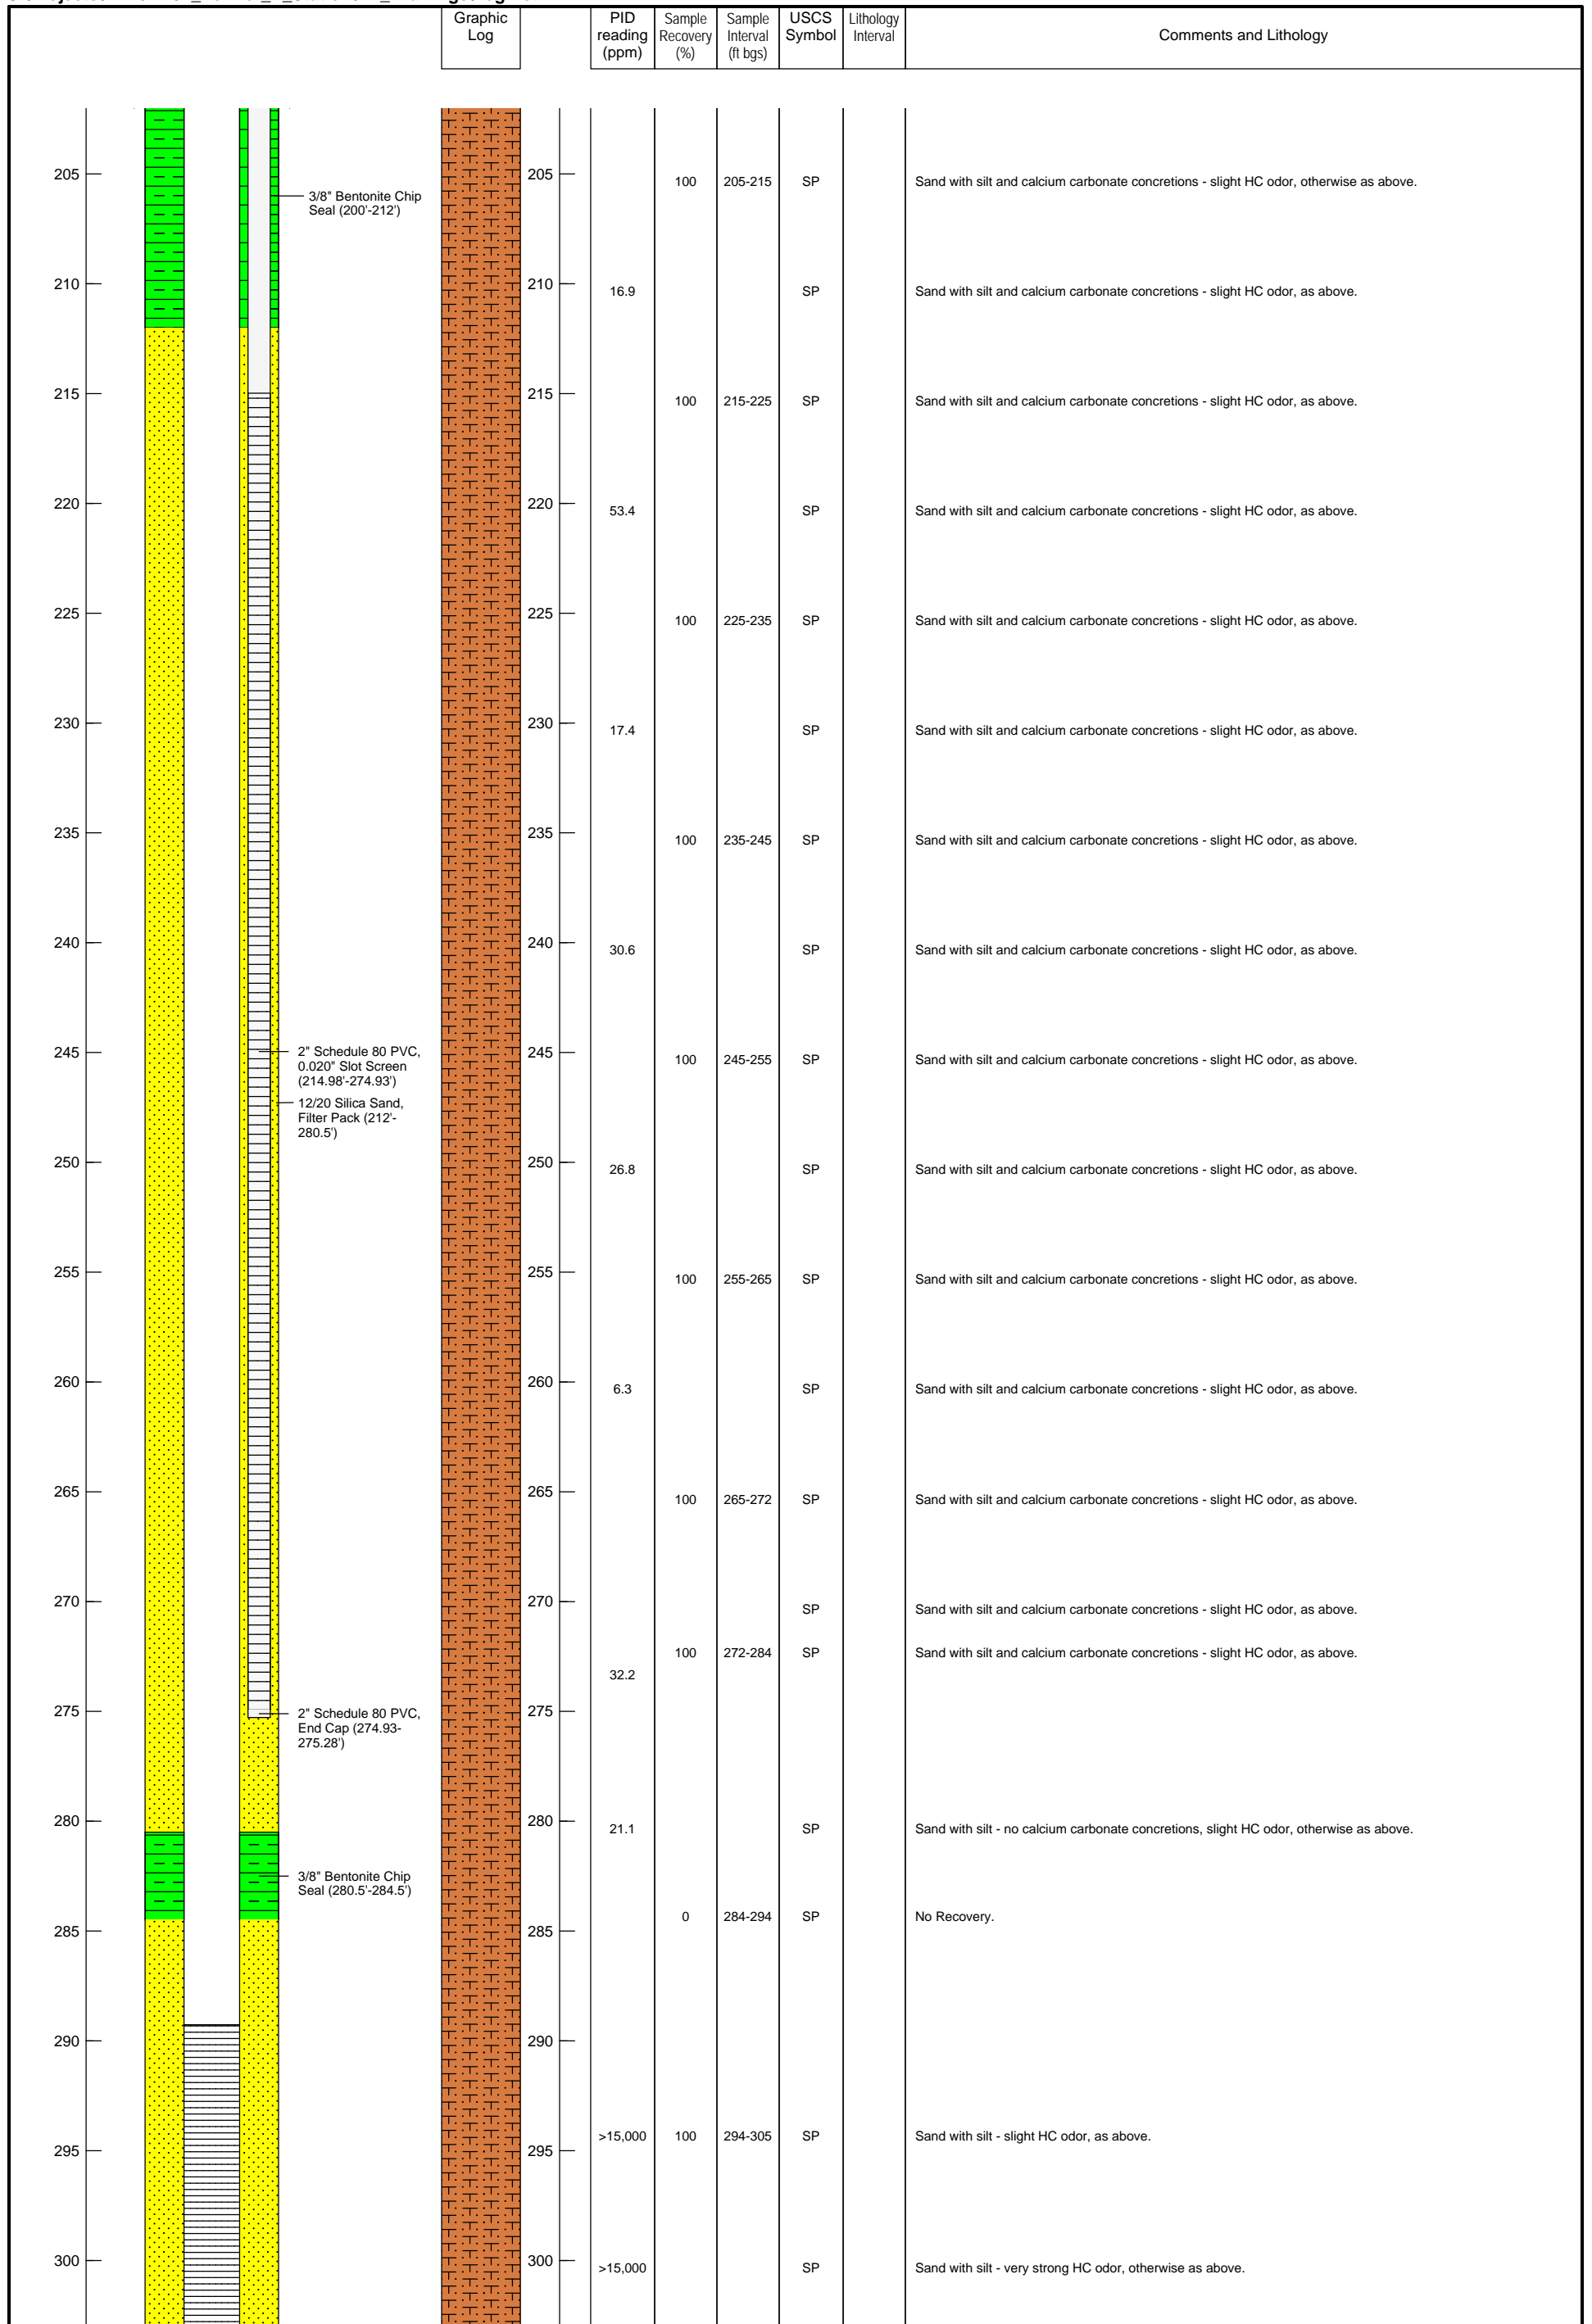 Graphic
Log
PID
reading
(ppm)
Sample
Recovery
(%)
Sample
Interval
(ft bgs)
USCS
Symbol
Lithology
Interval
Comments and Lithology
205 205 100 205-215 SP Sand with silt and calcium carbonate concretions - slight HC odor, otherwise as above.
3/8" Bentonite Chip
Seal (200'-212')
210 210 16.9 SP Sand with silt and calcium carbonate concretions - slight HC odor, as above.
215 215 100 215-225 SP Sand with silt and calcium carbonate concretions - slight HC odor, as above.
220 220 53.4 SP Sand with silt and calcium carbonate concretions - slight HC odor, as above.
225 225 100 225-235 SP Sand with silt and calcium carbonate concretions - slight HC odor, as above.
230 230 17.4 SP Sand with silt and calcium carbonate concretions - slight HC odor, as above.
235 235 100 235-245 SP Sand with silt and calcium carbonate concretions - slight HC odor, as above.
240 240 30.6 SP Sand with silt and calcium carbonate concretions - slight HC odor, as above.
245 245 100 245-255 SP Sand with silt and calcium carbonate concretions - slight HC odor, as above.
2" Schedule 80 PVC,
0.020" Slot Screen
(214.98'-274.93')
12/20 Silica Sand,
Filter Pack (212'-
280.5')
250 250 26.8 SP Sand with silt and calcium carbonate concretions - slight HC odor, as above.
255 255 100 255-265 SP Sand with silt and calcium carbonate concretions - slight HC odor, as above.
260 260 6.3 SP Sand with silt and calcium carbonate concretions - slight HC odor, as above.
265 265 100 265-272 SP Sand with silt and calcium carbonate concretions - slight HC odor, as above.
270 270 SP Sand with silt and calcium carbonate concretions - slight HC odor, as above.
100 272-284 SP Sand with silt and calcium carbonate concretions - slight HC odor, as above.
32.2
275 275
2" Schedule 80 PVC,
End Cap (274.93-
275.28')
280 280 21.1 SP Sand with silt - no calcium carbonate concretions, slight HC odor, otherwise as above.
3/8" Bentonite Chip
Seal (280.5'-284.5')
0 284-294 SP No Recovery.
285 285
290 290
>15,000 100 294-305 SP Sand with silt - slight HC odor, as above.
295 295
300 300 >15,000 SP Sand with silt - very strong HC odor, otherwise as above.